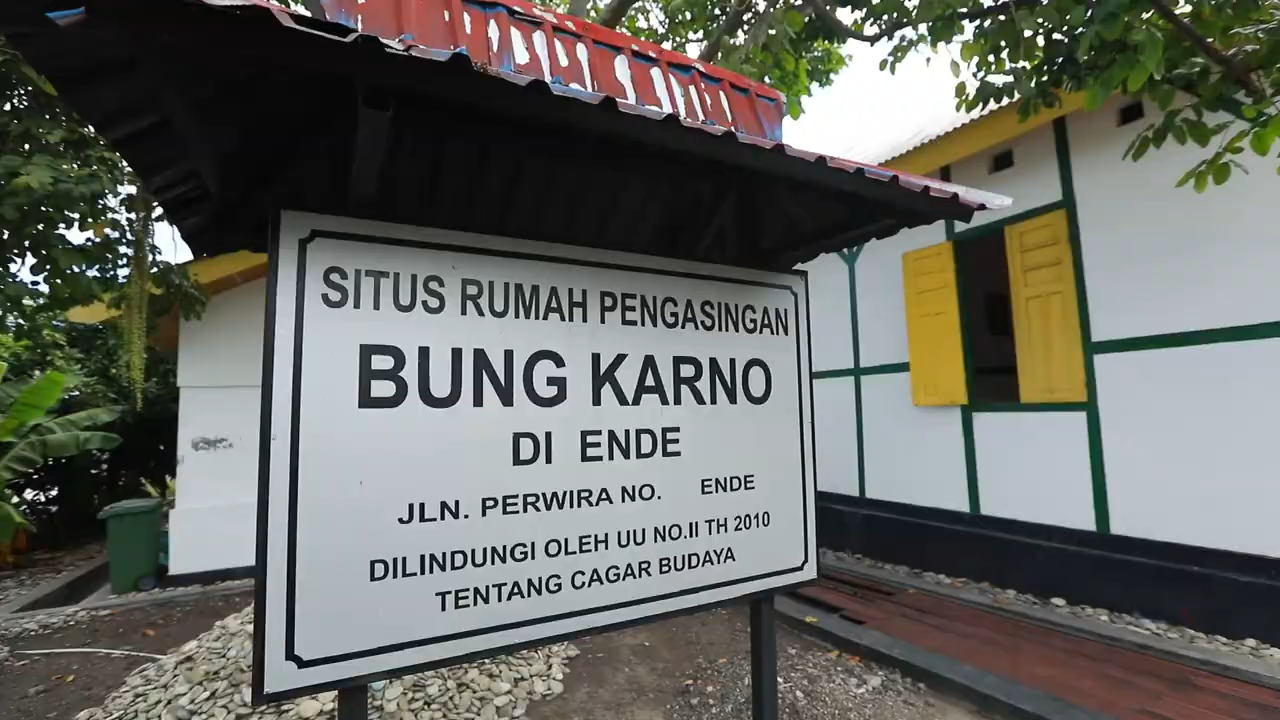 SITUS RUMAH PENGASINGAN
BUNG KARNO
DI ENDE
JLN. PERWIRA NO. ENDE
DILINDUNGI OLEH UU NO.II TH 2010
TENTANG CAGAR BUDAYA